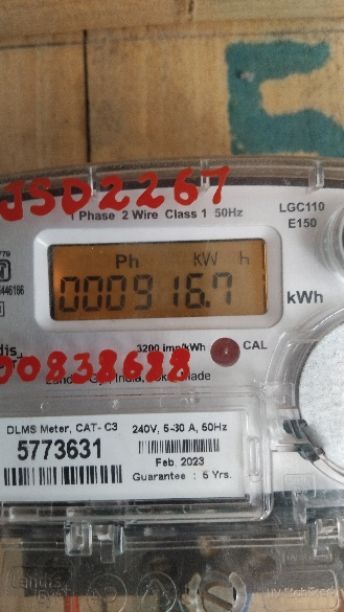 JSD2267
1 Phase 2 Wire Class 1 50Hz
LGC110
E150
Ph kW h
000916.7
kWh
3200 imp/kWh
CAL
00838688
DLMS Meter, CAT- C3
5773631
240V, 5-30 A, 50Hz
Feb. 2023
Guarantee : 5 Yrs.